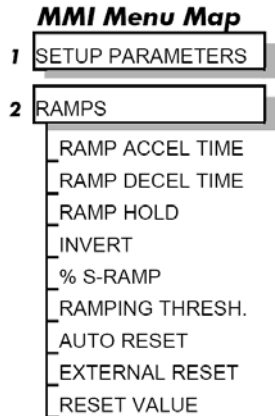 MMI Menu Map
1 SETUP PARAMETERS
2 RAMPS
RAMP ACCEL TIME
RAMP DECEL TIME
RAMP HOLD
INVERT
% S-RAMP
RAMPING THRESH.
AUTO RESET
EXTERNAL RESET
RESET VALUE